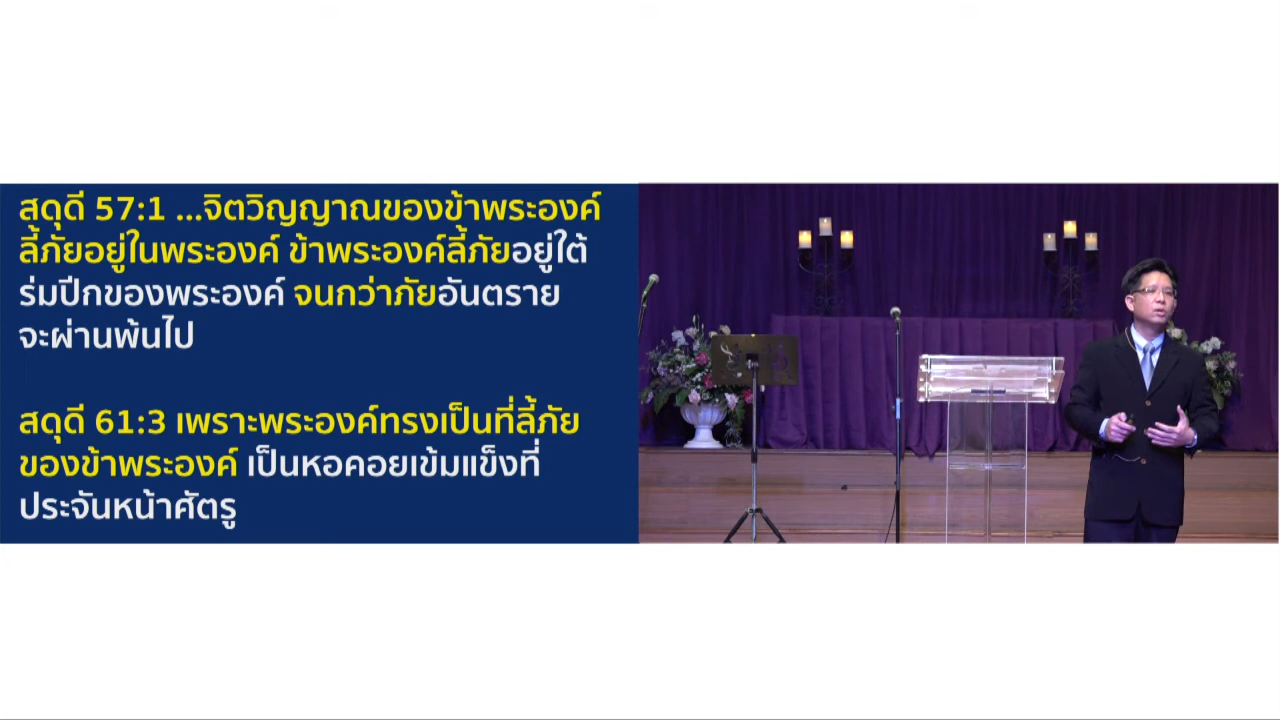 สดุดี 57:1 ...จิตวิญญาณของข้าพระองค์
ลี้ภัยอยู่ในพระองค์ ข้าพระองค์ลี้ภัยอยู่ใต้
ร่มปีกของพระองค์ จนกว่าภัยอันตราย
จะผ่านพ้นไป
สดุดี 61:3 เพราะพระองค์ทรงเป็นที่ลี้ภัย
ของข้าพระองค์ เป็นหอคอยเข้มแข็งที่
ประจันหน้าศัตรู